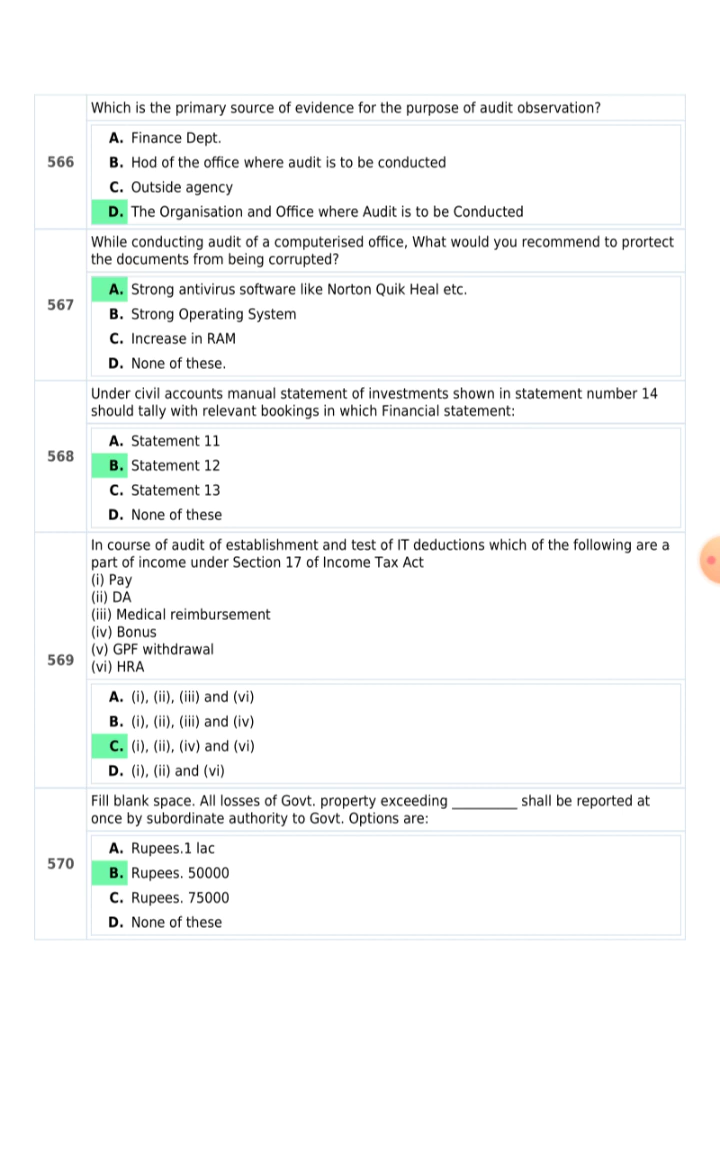 Which is the primary source of evidence for the purpose of audit observation?
566
A. Finance Dept.
B. Hod of the office where audit is to be conducted
C. Outside agency
D. The Organisation and Office where Audit is to be Conducted
While conducting audit of a computerised office, What would you recommend to prortect
the documents from being corrupted?
567
A. Strong antivirus software like Norton Quik Heal etc.
B. Strong Operating System
C. Increase in RAM
D. None of these.
Under civil accounts manual statement of investments shown in statement number 14
should tally with relevant bookings in which Financial statement:
568
A. Statement 11
B. Statement 12
C. Statement 13
D. None of these
In course of audit of establishment and test of IT deductions which of the following are a
part of income under Section 17 of Income Tax Act
(i) Pay
(ii) DA
(iii) Medical reimbursement
(iv) Bonus
(v) GPF withdrawal
(vi) HRA
569
A. (i), (ii), (iii) and (vi)
B. (i), (ii), (iii) and (iv)
C. (i), (ii), (iv) and (vi)
D. (i), (ii) and (vi)
Fill blank space. All losses of Govt. property exceeding _________ shall be reported at
once by subordinate authority to Govt. Options are:
570
A. Rupees.1 lac
B. Rupees. 50000
C. Rupees. 75000
D. None of these